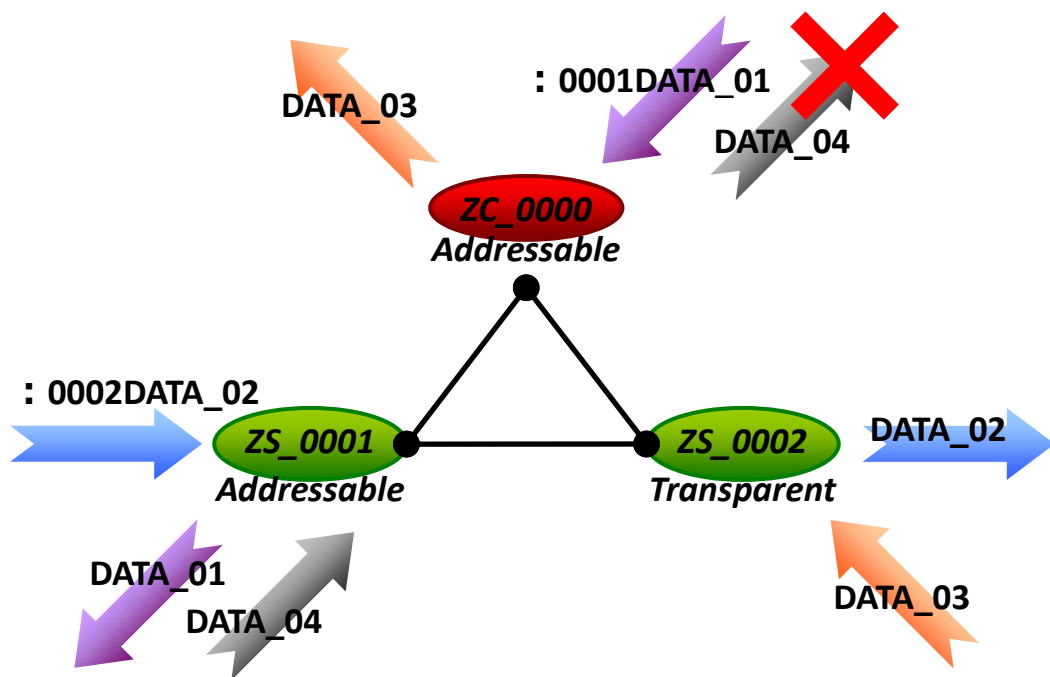 DATA_03
: 0001DATA_01
DATA_04
ZC_0000
Addressable
: 0002DATA_02
ZS_0001
Addressable
ZS_0002
Transparent
DATA_02
DATA_01
DATA_04
DATA_03